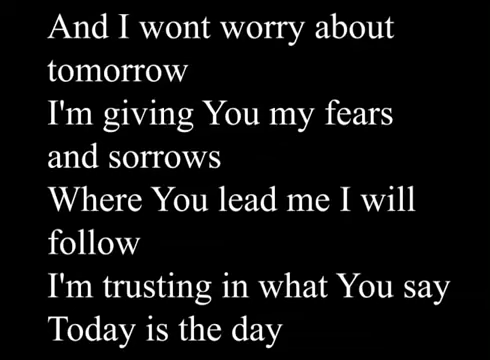 And I wont worry about
tomorrow
I'm giving You my fears
and sorrows
Where You lead me I will
follow
I'm trusting in what You say
Today is the day